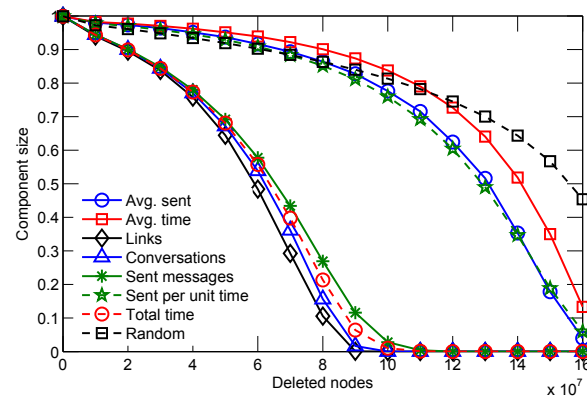 1
0.9
0.8
0.7
0.6
0.5
0.4
0.3
0.2
0.1
0
Component size
Avg. sent
Avg. time
Links
Conversations
Sent messages
Sent per unit time
Total time
Random
0 2 4 6 8 10 12 14 16
Deleted nodes
x 10^7